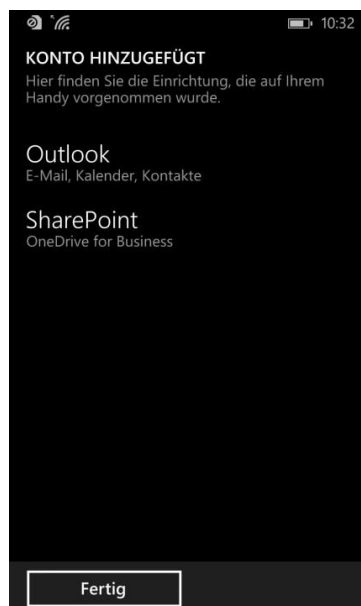 10:32
KONTO HINZUGEFÜGT
Hier finden Sie die Einrichtung, die auf Ihrem
Handy vorgenommen wurde.
Outlook
E-Mail, Kalender, Kontakte
SharePoint
OneDrive for Business
Fertig